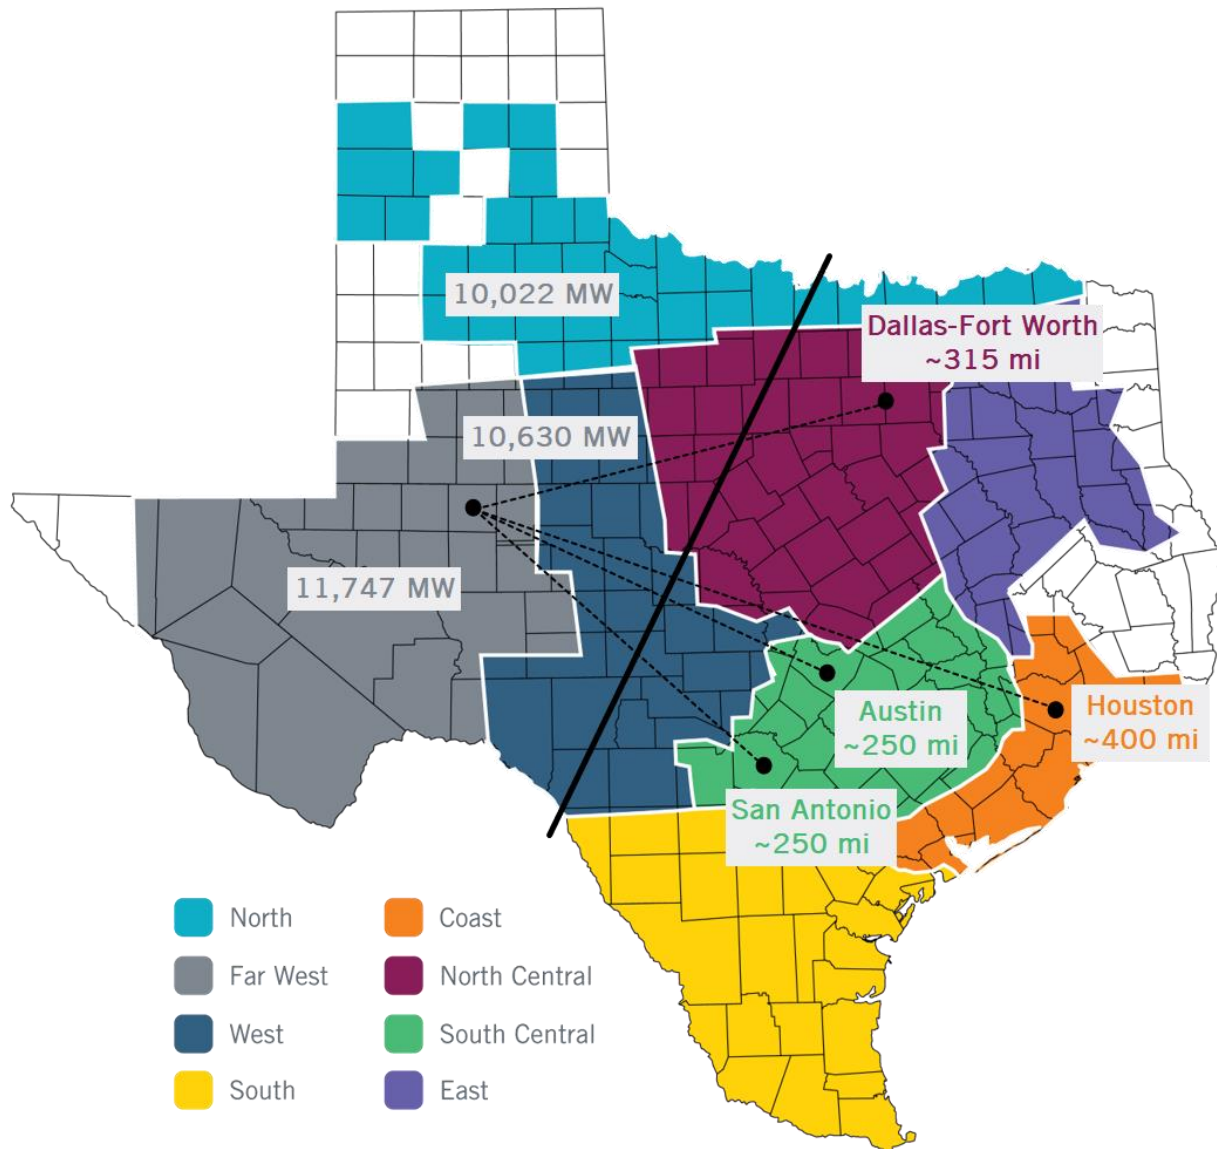 10,022 MW
Dallas-Fort Worth
~315 mi
10,630 MW
11,747 MW
Austin
~250 mi
Houston
~400 mi
San Antonio
~250 mi
North
Far West
West
South
Coast
North Central
South Central
East